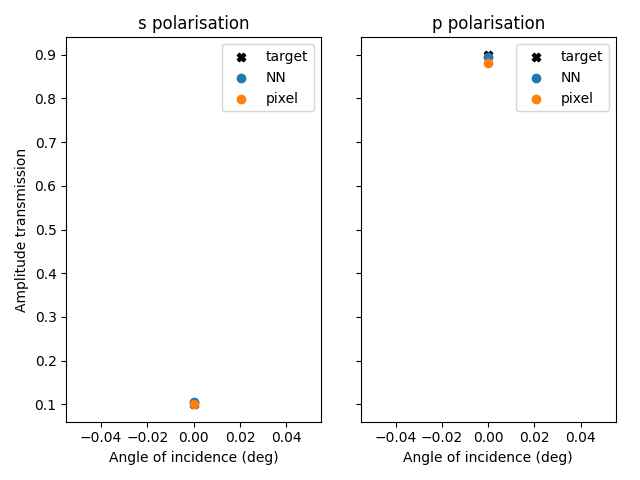 s polarisation
p polarisation
target
NN
pixel
target
NN
pixel
Amplitude transmission
0.9
0.8
0.7
0.6
0.5
0.4
0.3
0.2
0.1
−0.04 −0.02 0.00 0.02 0.04
−0.04 −0.02 0.00 0.02 0.04
Angle of incidence (deg)
Angle of incidence (deg)